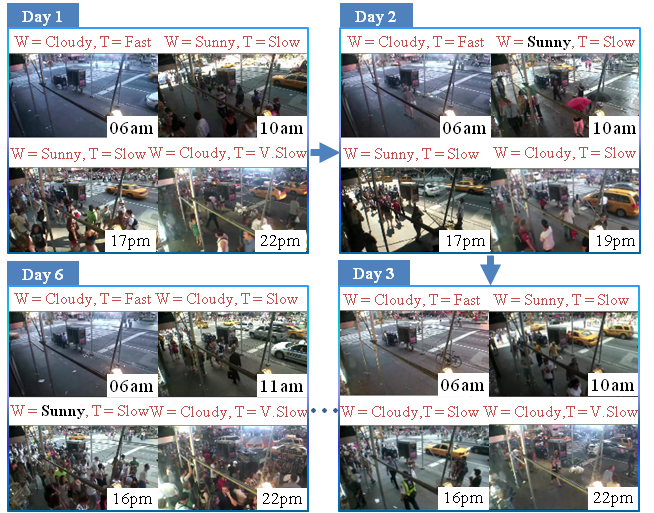 Day 1
W = Cloudy, T = Fast W = Sunny, T = Slow
06am 10am
W = Sunny, T = Slow W = Cloudy, T = V.Slow
17pm 22pm
Day 2
W = Cloudy, T = Fast W = Sunny, T = Slow
06am 10am
W = Sunny, T = Slow W = Cloudy, T = Slow
17pm 19pm
Day 6
W = Cloudy, T = Fast W = Cloudy, T = Slow
06am 11am
W = Sunny, T = Slow W = Cloudy, T = V.Slow
16pm 22pm
Day 3
W = Cloudy, T = Fast W = Sunny, T = Slow
06am 10am
W = Cloudy, T = Slow W = Cloudy, T = V.Slow
16pm 22pm